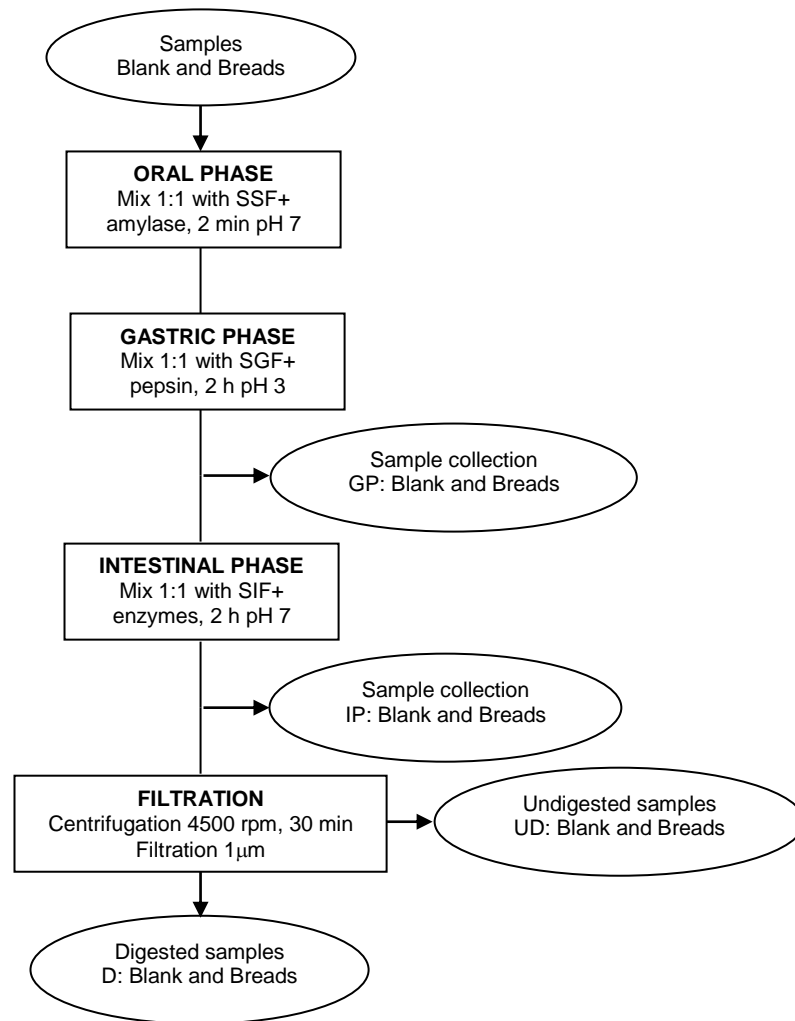 Samples
Blank and Breads
ORAL PHASE
Mix 1:1 with SSF+
amylase, 2 min pH 7
GASTRIC PHASE
Mix 1:1 with SGF+
pepsin, 2 h pH 3
Sample collection
GP: Blank and Breads
INTESTINAL PHASE
Mix 1:1 with SIF+
enzymes, 2 h pH 7
Sample collection
IP: Blank and Breads
FILTRATION
Centrifugation 4500 rpm, 30 min
Filtration 1μm
Undigested samples
UD: Blank and Breads
Digested samples
D: Blank and Breads